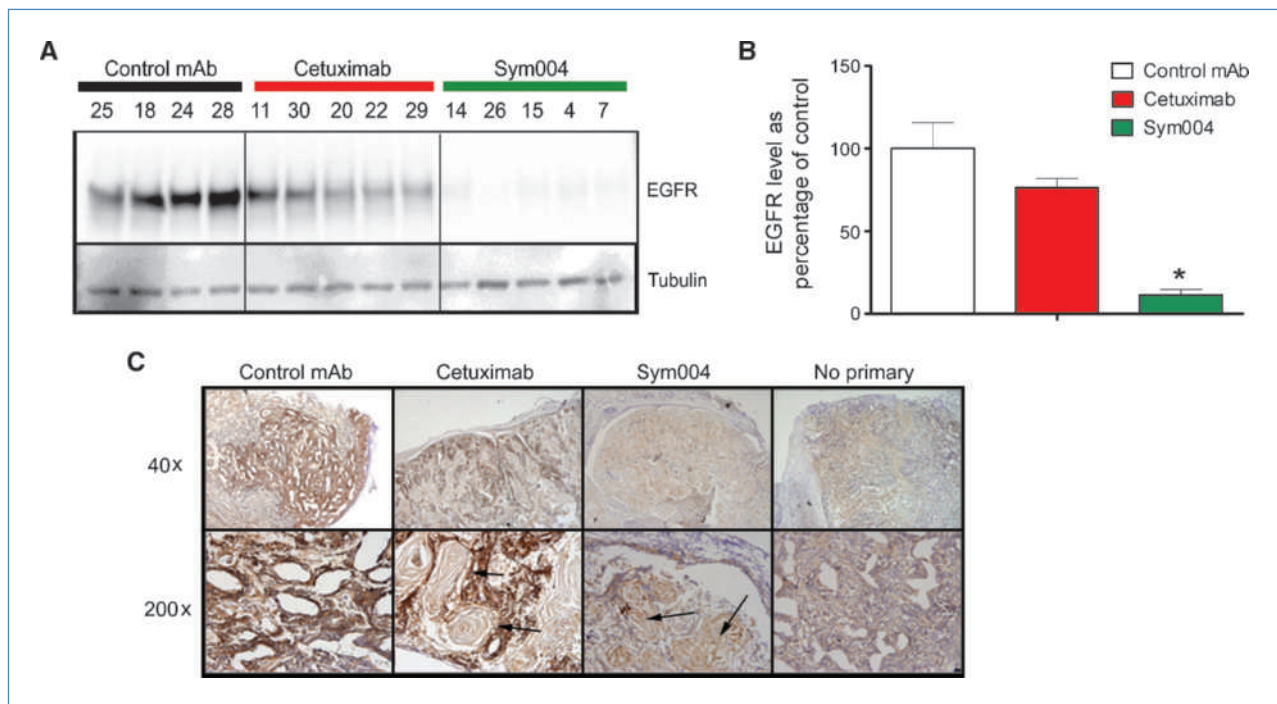 A
Control mAb Cetuximab Sym004
25 18 24 28 11 30 20 22 29 14 26 15 4 7
EGFR
Tubulin
B
EGFR level as
percentage of control
150
100
50
0
*
Control mAb
Cetuximab
Sym004
C
Control mAb Cetuximab Sym004 No primary
40x
200x